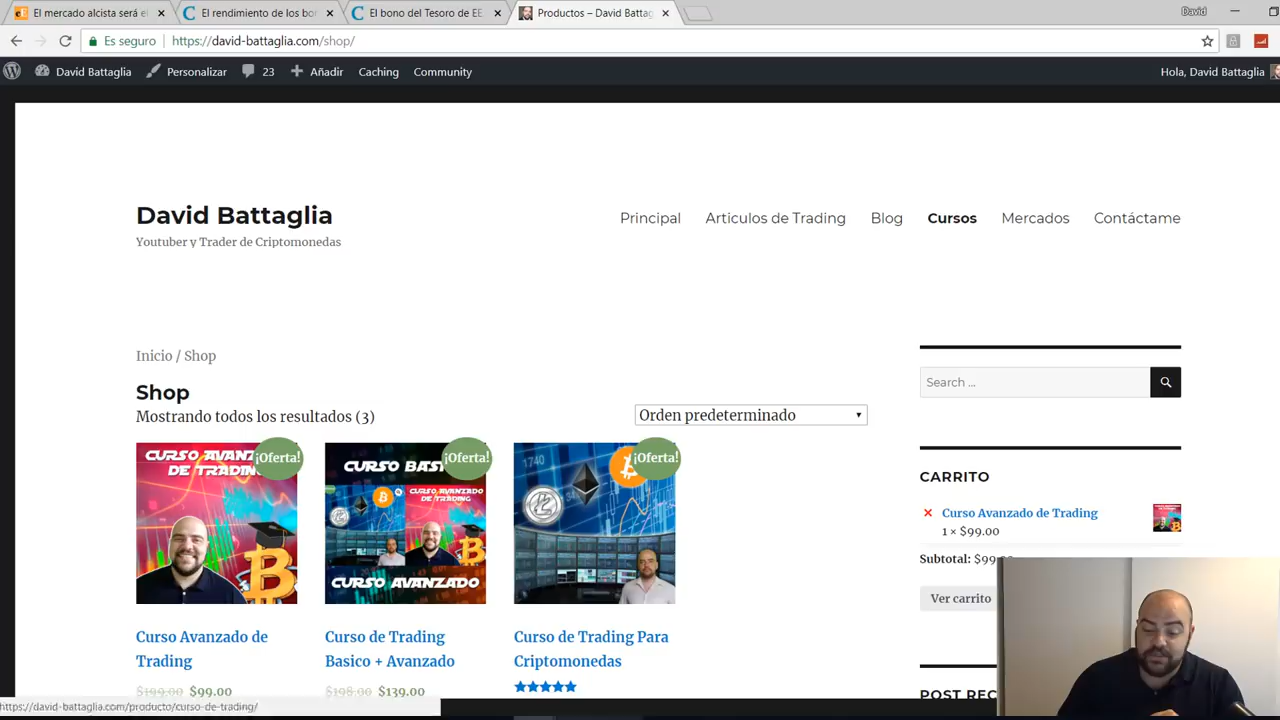 El mercado alcista será el
El rendimiento de los bon
El bono del Tesoro de EE
Productos – David Battag
David
Es seguro
https://david-battaglia.com/shop/
David Battaglia
Personalizar
23
Añadir
Caching
Community
Hola, David Battaglia
David Battaglia
Youtuber y Trader de Criptomonedas
Principal
Articulos de Trading
Blog
Cursos
Mercados
Contáctame
Inicio / Shop
Shop
Mostrando todos los resultados (3)
Orden predeterminado
Search ...
CARRITO
Curso Avanzado de Trading
1 × $99.00
Subtotal: $99
Ver carrito
POST REC
CURSO AVANZ
DE TRADIN
¡Oferta!
CURSO BAS
CURSO AVANZADO
DE TRADING
CURSO AVANZADO
¡Oferta!
1740
¡Oferta!
Curso Avanzado de
Trading
$199.00 $99.00
Curso de Trading
Basico + Avanzado
$198.00 $139.00
Curso de Trading Para
Criptomonedas
https://david-battaglia.com/producto/curso-de-trading/